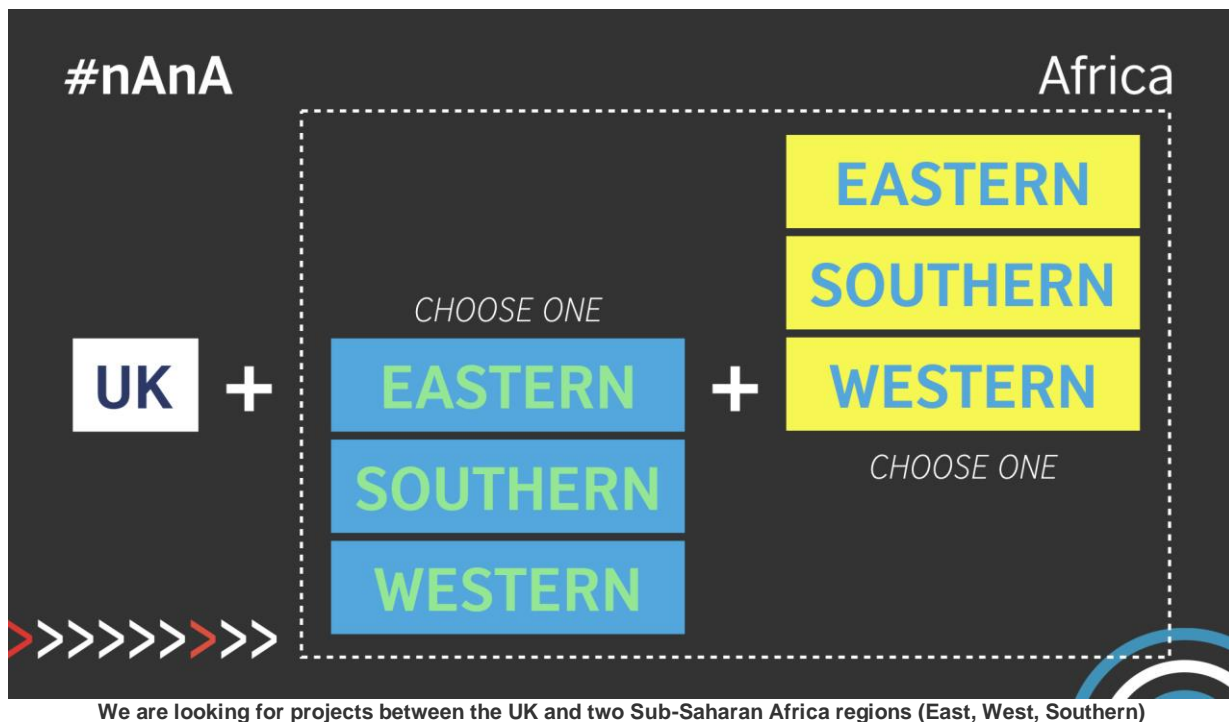 #nAnA
Africa
UK
+
CHOOSE ONE
EASTERN
SOUTHERN
WESTERN
+
EASTERN
SOUTHERN
WESTERN
CHOOSE ONE
>>>>>>>>>
We are looking for projects between the UK and two Sub-Saharan Africa regions (East, West, Southern)